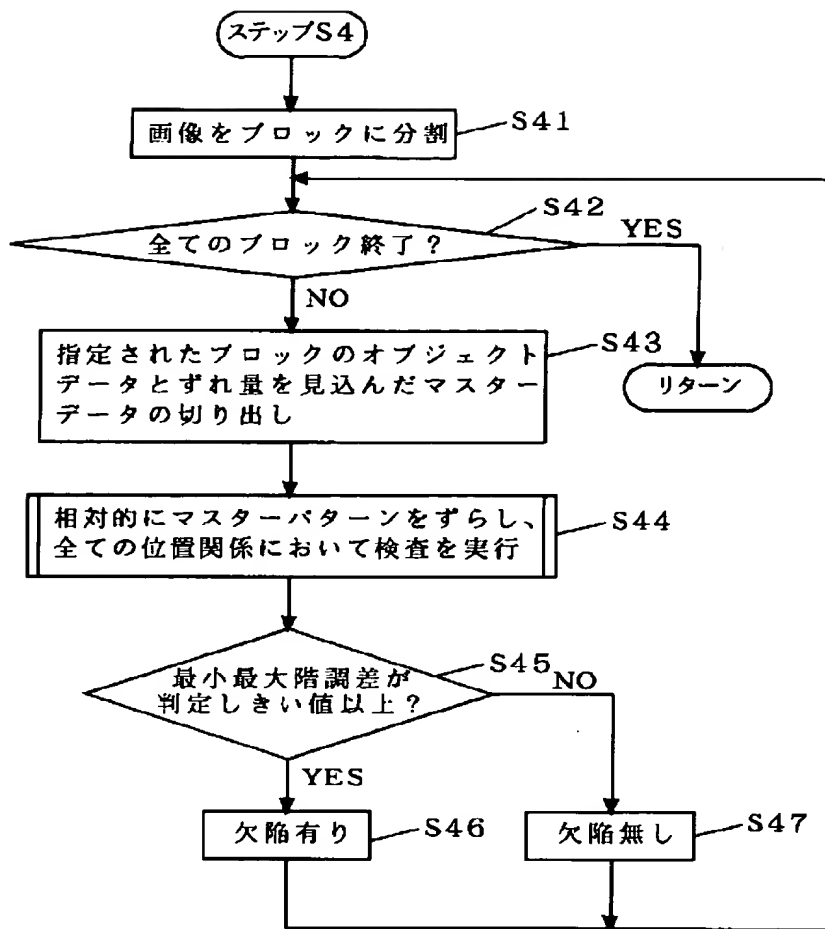 ステップS4
画像をブロックに分割
S41
S42
全てのブロック終了？
YES
NO
S43
指定されたブロックのオブジェクト
データとずれ量を見込んだマスター
データの切り出し
リターン
相対的にマスターパターンをずらし、
全ての位置関係において検査を実行
S44
S45
最小最大階調差が
判定しきい値以上？
NO
YES
欠陥有り
S46
欠陥無し
S47